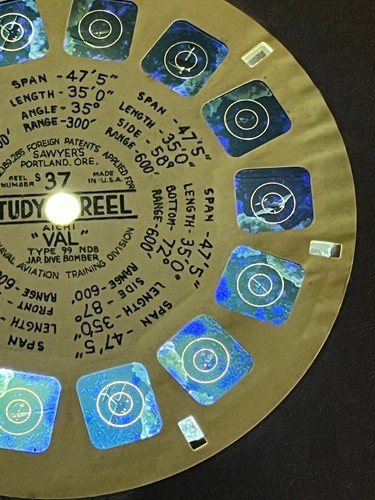 SPAN - 47'5"
LENGTH - 35'0"
ANGLE - 35°
RANGE - 300'
SPAN - 47'5"
LENGTH - 35'0"
SIDE - 58°
RANGE - 600'
SPAN - 47'5"
LENGTH - 35'0"
BOTTOM - 72°
RANGE - 600'
SPAN - 47'5"
LENGTH - 35'0"
SIDE - 87°
RANGE - 600'
SPAN
LENGTH -
FRONT -
RANGE - 600'
FOREIGN PATENTS APPLIED FOR
SAWYER'S
PORTLAND, ORE.
REEL
NUMBER S 37 MADE
IN U.S.A.
TUDY REEL
AICHI
"VAL"
TYPE 99 NDB
JAP. DIVE BOMBER
NAVAL AVIATION TRAINING DIVISION